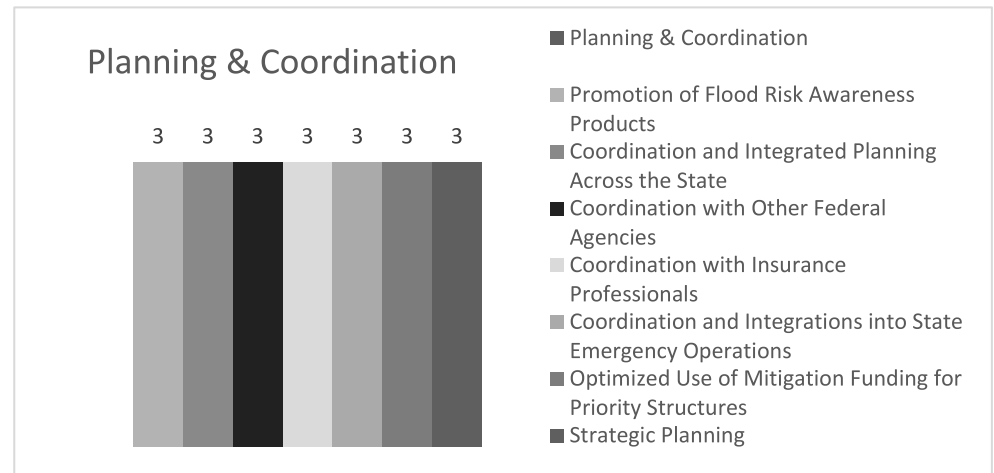 Planning & Coordination
3 3 3 3 3 3 3
Planning & Coordination
Promotion of Flood Risk Awareness
Products
Coordination and Integrated Planning
Across the State
Coordination with Other Federal
Agencies
Coordination with Insurance
Professionals
Coordination and Integrations into State
Emergency Operations
Optimized Use of Mitigation Funding for
Priority Structures
Strategic Planning